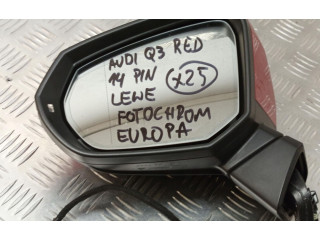 AUDI Q3 RED
14 PIN X25
LEWE
FOTOCHROM
EUROPA